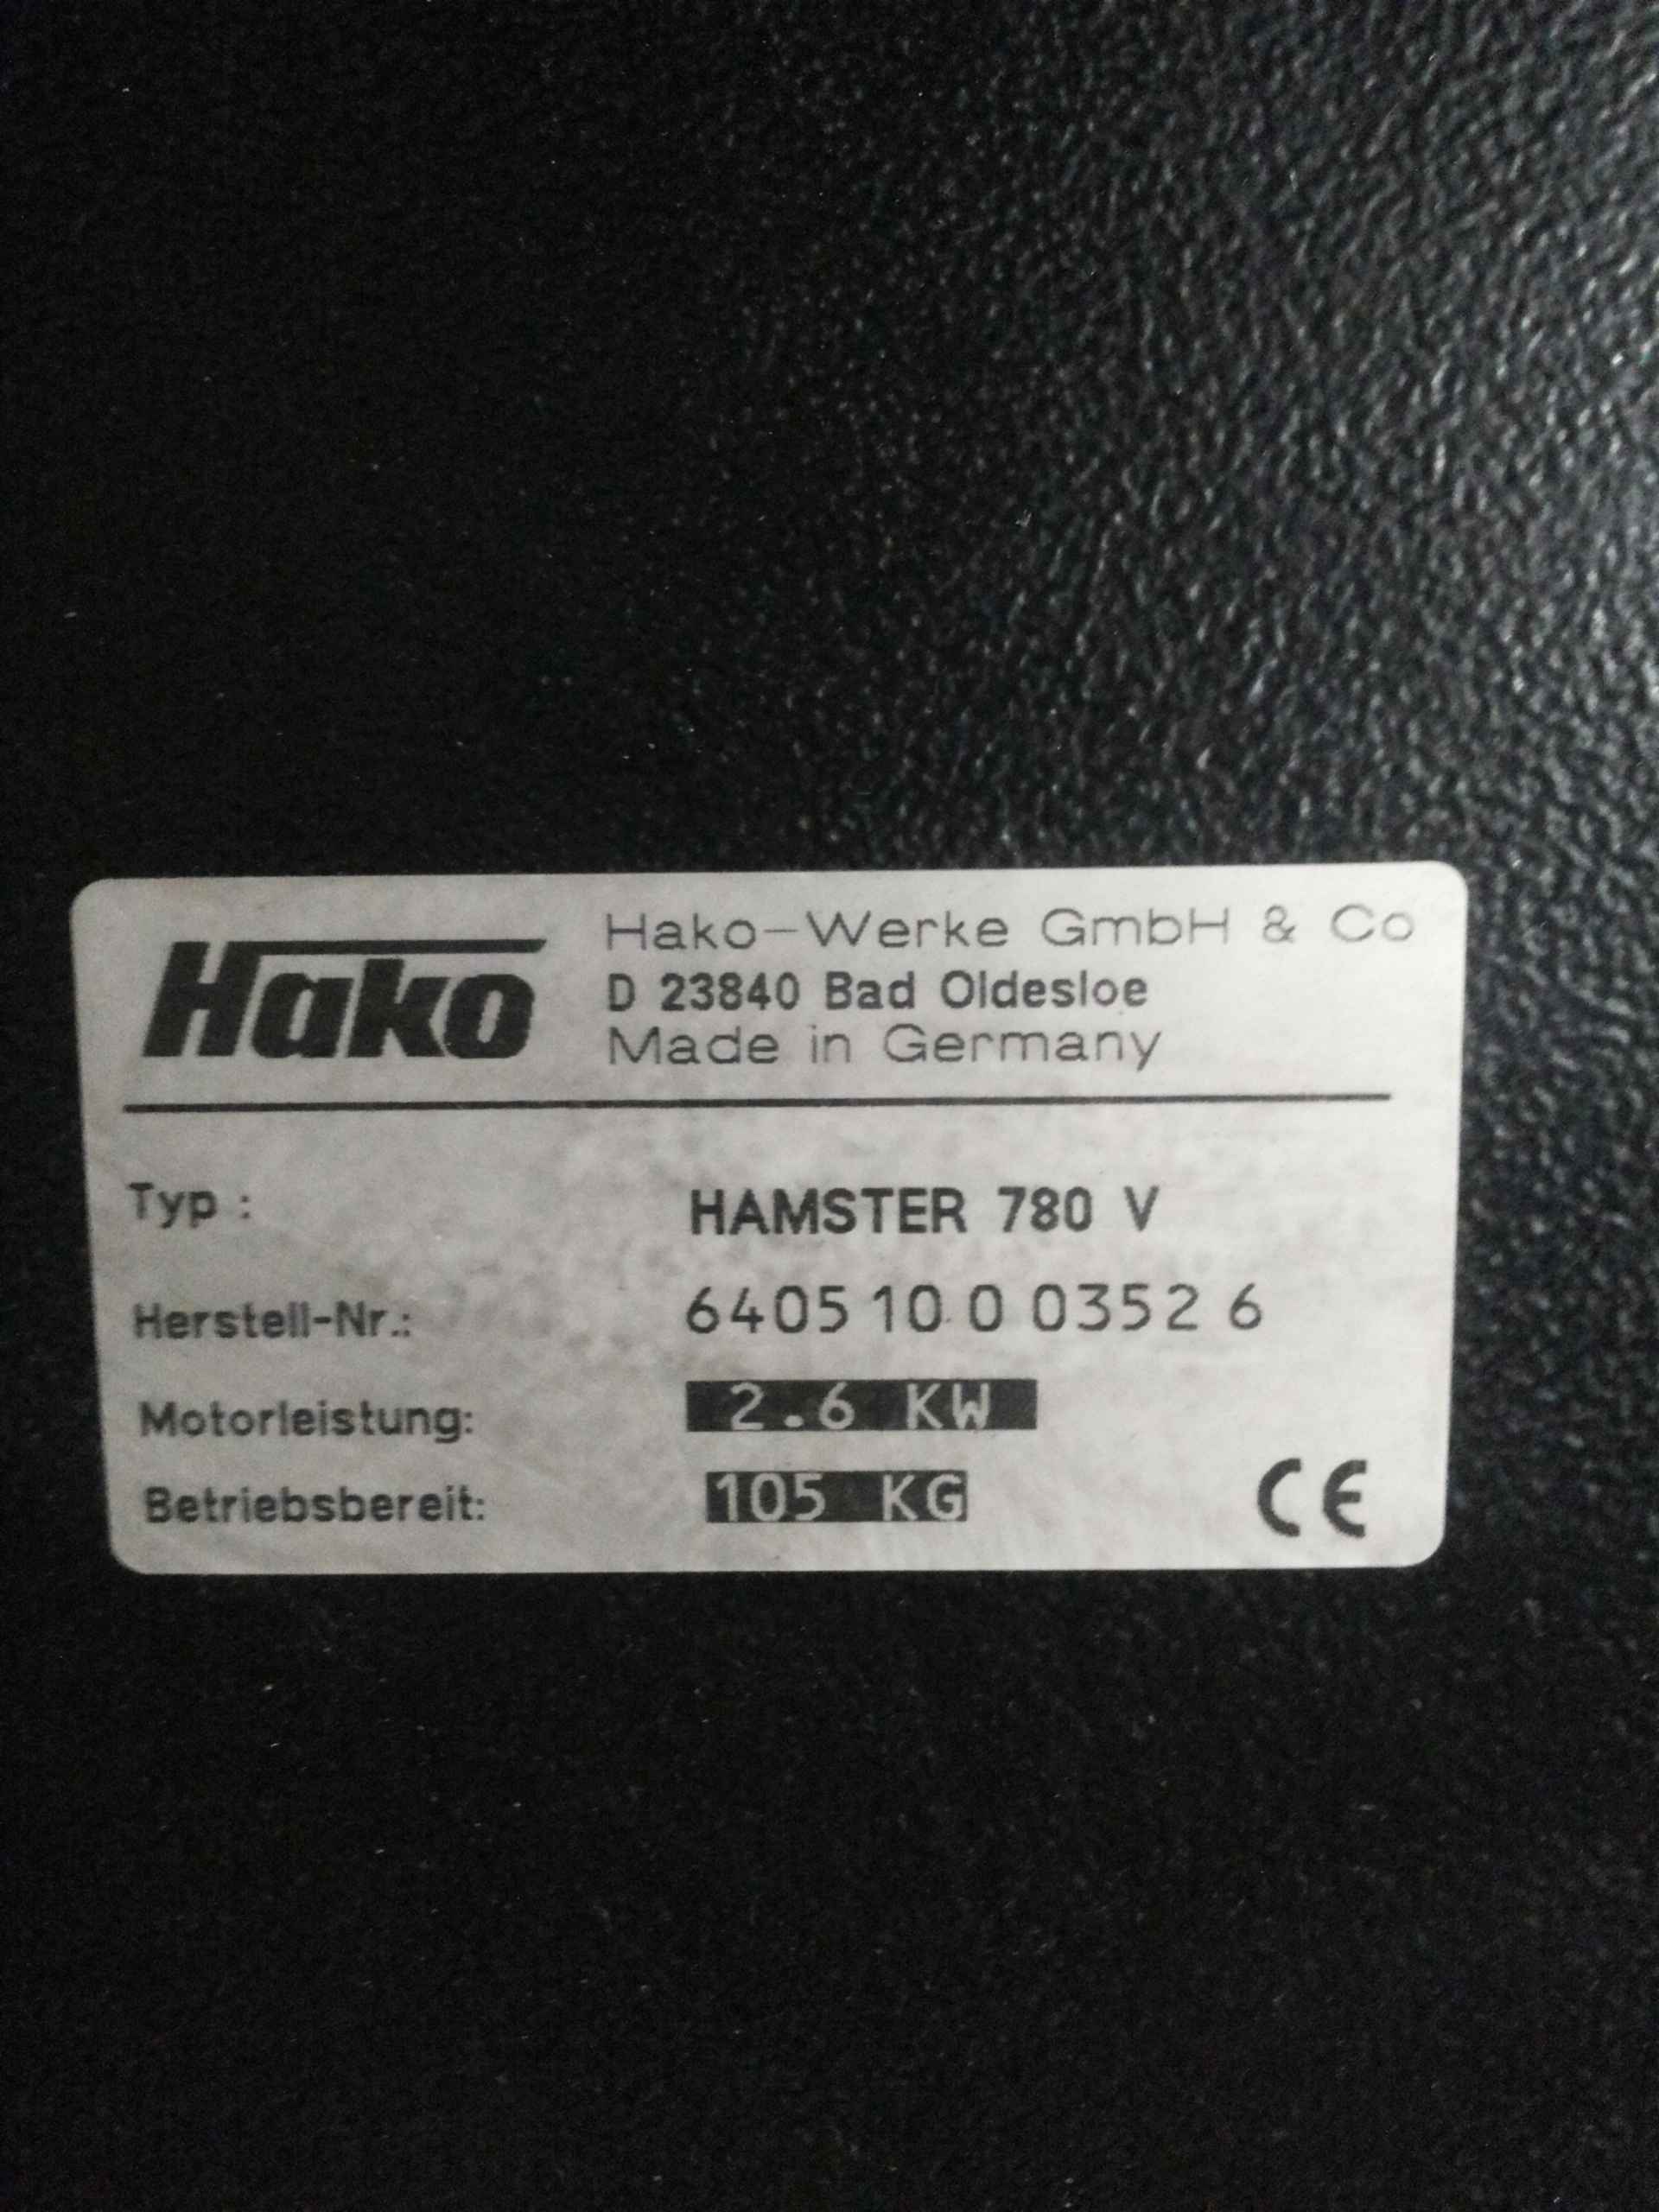 Hako
Hako-Werke GmbH & Co
D 23840 Bad Oldesloe
Made in Germany
Typ : HAMSTER 780 V
Herstell-Nr.: 6405 10 0 0352 6
Motorleistung: 2.6 KW
Betriebsbereit: 105 KG
CE